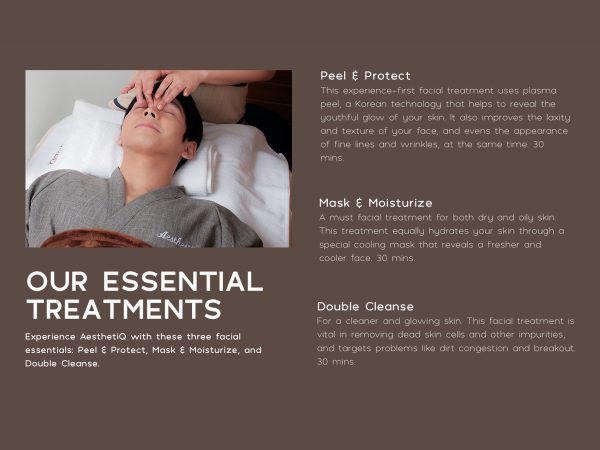 Aesthe
OUR ESSENTIAL
TREATMENTS
Experience AesthetiQ with these three facial
essentials: Peel & Protect, Mask & Moisturize, and
Double Cleanse.
Peel & Protect
This experience-first facial treatment uses plasma
peel, a Korean technology that helps to reveal the
youthful glow of your skin. It also improves the laxity
and texture of your face, and evens the appearance
of fine lines and wrinkles, at the same time. 30
mins.
Mask & Moisturize
A must facial treatment for both dry and oily skin.
This treatment equally hydrates your skin through a
special cooling mask that reveals a fresher and
cooler face. 30 mins.
Double Cleanse
For a cleaner and glowing skin. This facial treatment is
vital in removing dead skin cells and other impurities,
and targets problems like dirt congestion and breakout.
30 mins.